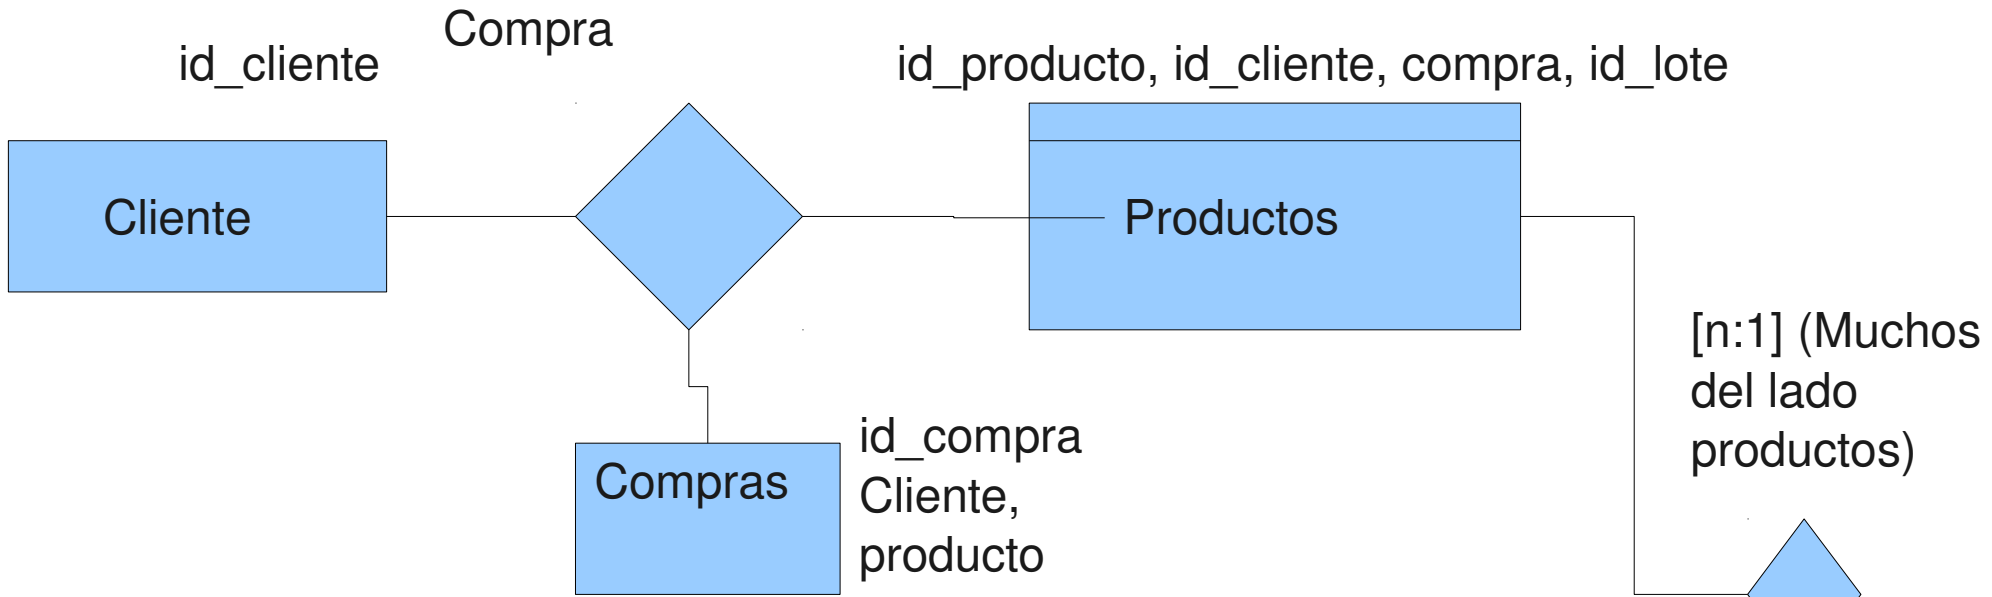 Compra
id_cliente
id_producto, id_cliente, compra, id_lote
Cliente
Productos
[n:1] (Muchos
del lado
productos)
Compras
id_compra
Cliente,
producto